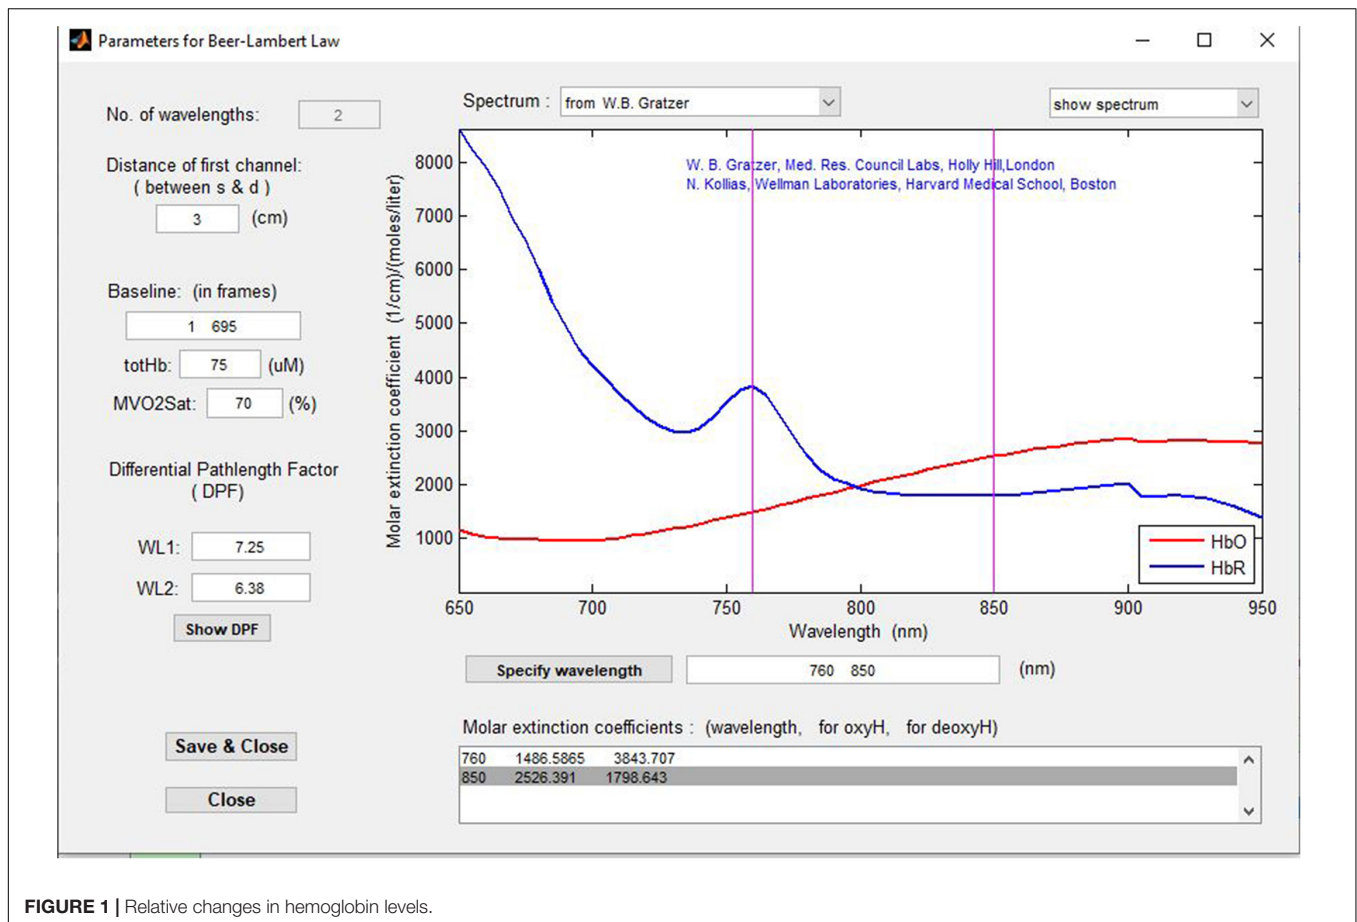 Parameters for Beer-Lambert Law
No. of wavelengths: 2
Distance of first channel:
( between s & d )
3 (cm)
Baseline: (in frames)
1 695
totHb: 75 (uM)
MVO2Sat: 70 (%)
Differential Pathlength Factor
( DPF)
WL1: 7.25
WL2: 6.38
Show DPF
Save & Close
Close
Spectrum : from W.B. Gratzer
show spectrum
W. B. Gratzer, Med. Res. Council Labs, Holly Hill,London
N. Kollias, Wellman Laboratories, Harvard Medical School, Boston
Molar extinction coefficient (1/cm)/(moles/liter)
8000
7000
6000
5000
4000
3000
2000
1000
HbO
HbR
650 700 750 800 850 900 950
Wavelength (nm)
Specify wavelength 760 850 (nm)
Molar extinction coefficients : (wavelength, for oxyH, for deoxyH)
760 1486.5865 3843.707
850 2526.391 1798.643
FIGURE 1 | Relative changes in hemoglobin levels.